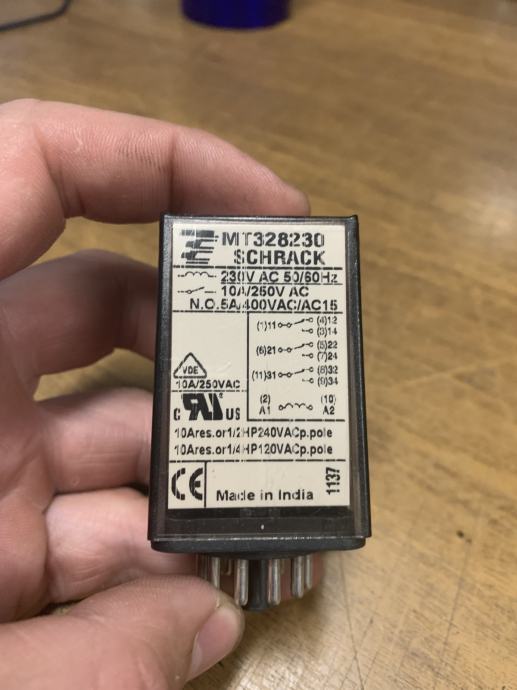 MT328230
SCHRACK
230V AC 50/60Hz
10A/250V AC
N.O.5A/400VAC/AC15
(1)11 (4)12
(3)14
(6)21 (5)22
(7)24
(11)31 (8)32
(9)34
(2) (10)
A1 A2
VDE
10A/250VAC
C RU US
10Ares.or1/2HP240VACp.pole
10Ares.or1/4HP120VACp.pole
CE
Made in India
1137